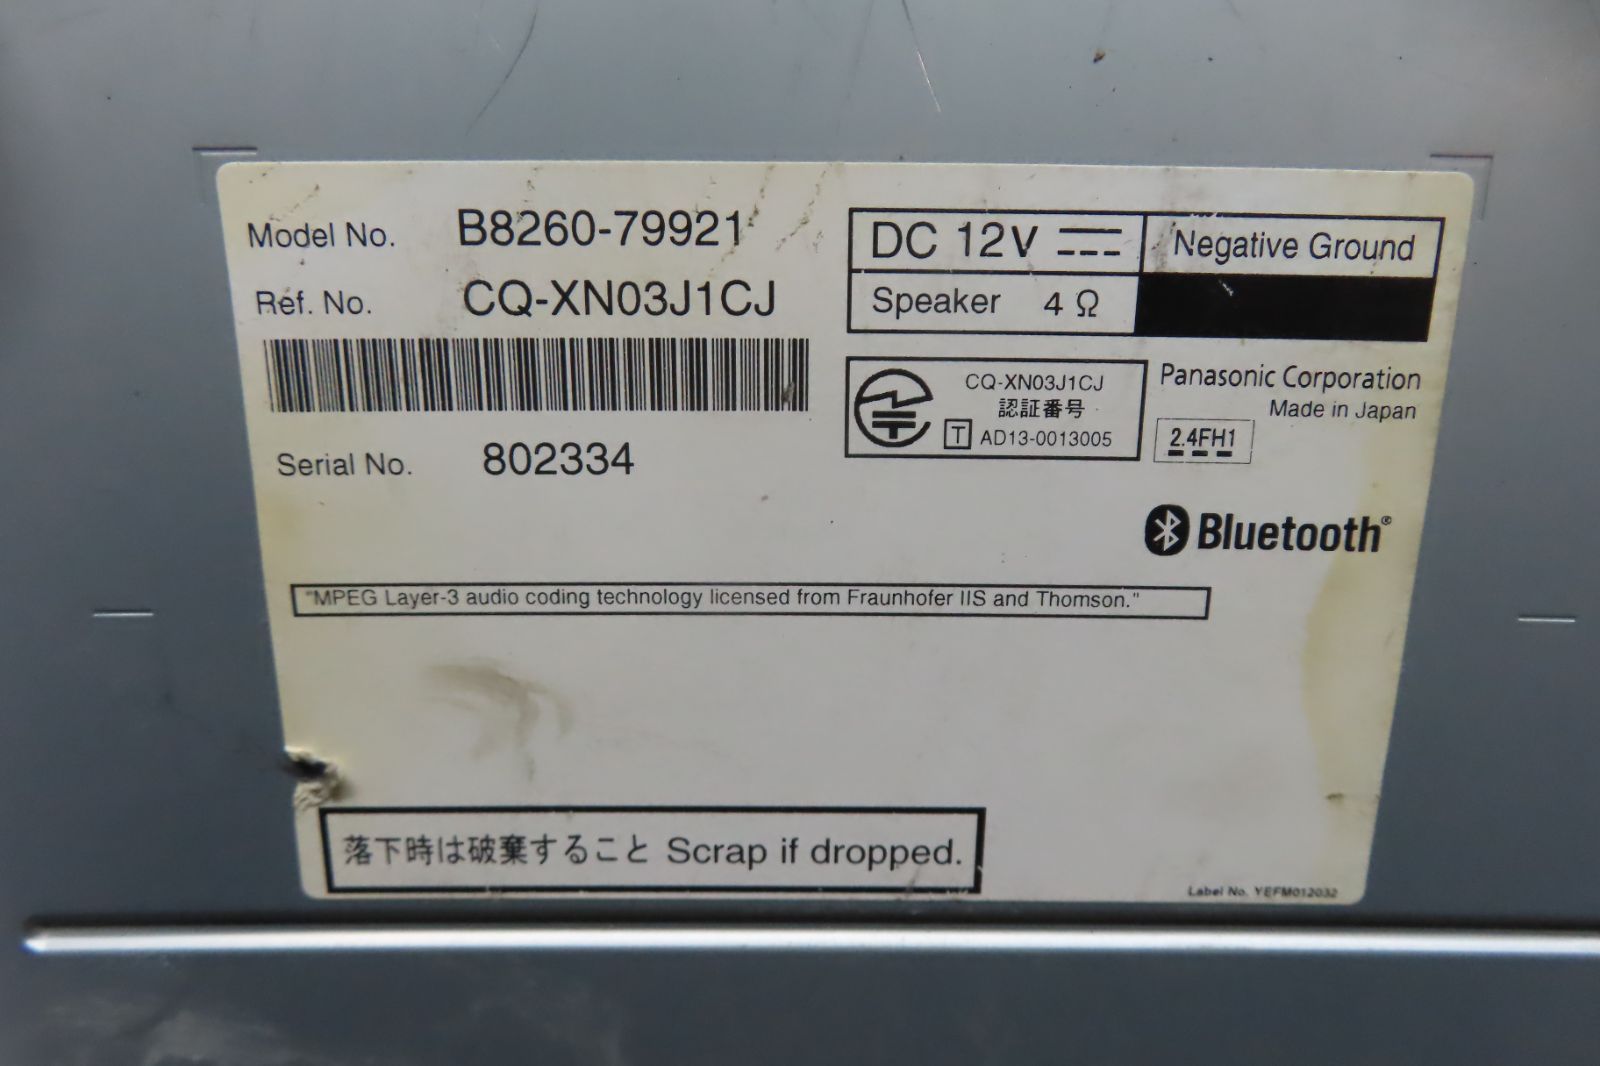 Model No. B8260-79921
Ref. No. CQ-XN03J1CJ
Serial No. 802334
DC 12V Negative Ground
Speaker 4 Ω
CQ-XN03J1CJ
認証番号
T AD13-0013005
Panasonic Corporation
Made in Japan
2.4FH1
Bluetooth®
"MPEG Layer-3 audio coding technology licensed from Fraunhofer IIS and Thomson."
落下時は破棄すること Scrap if dropped.
Label No. YEFM012032